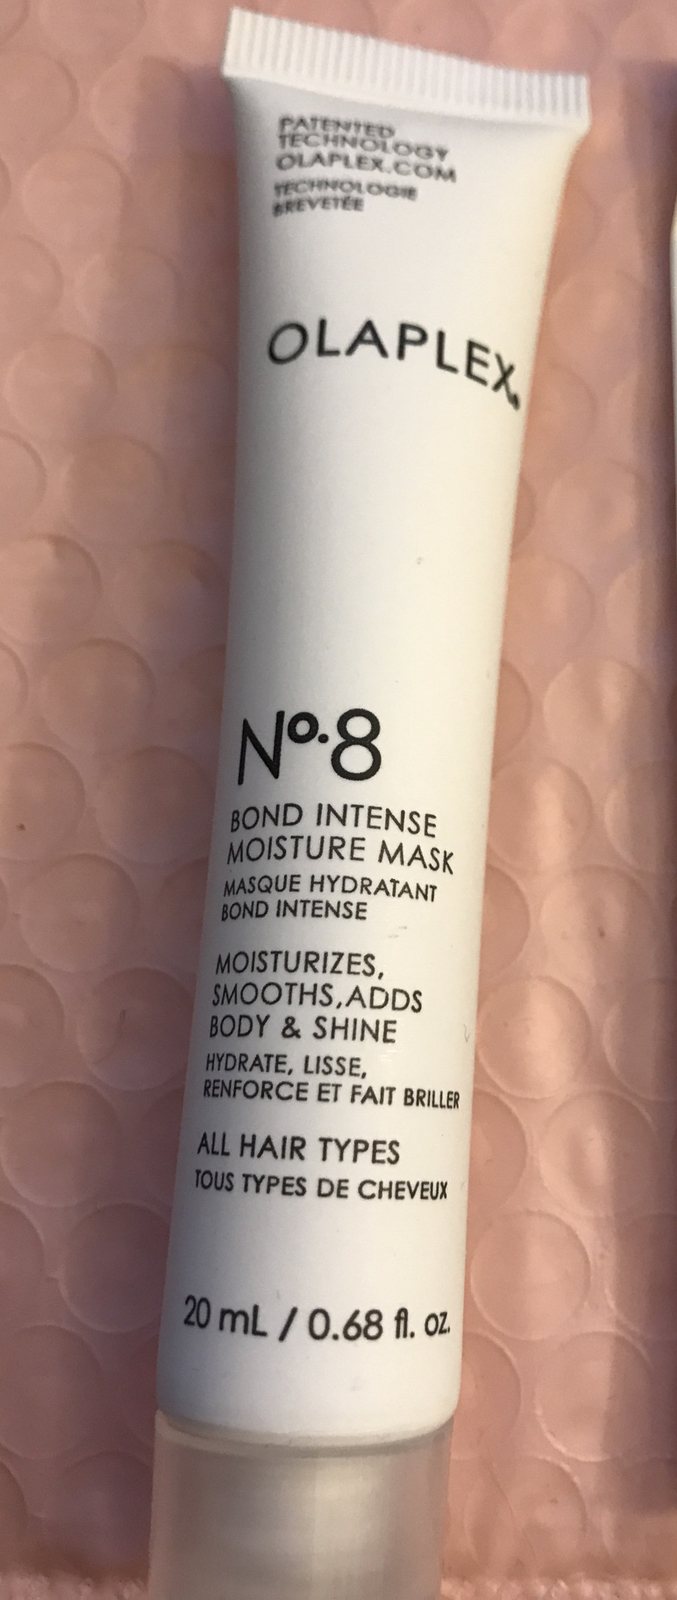 PATENTED
TECHNOLOGY
OLAPLEX.COM
TECHNOLOGIE
BREVETÉE
OLAPLEX.
Nº.8
BOND INTENSE
MOISTURE MASK
MASQUE HYDRATANT
BOND INTENSE
MOISTURIZES,
SMOOTHS, ADDS
BODY & SHINE
HYDRATE, LISSE,
RENFORCE ET FAIT BRILLER
ALL HAIR TYPES
TOUS TYPES DE CHEVEUX
20 mL / 0.68 fl. oz.